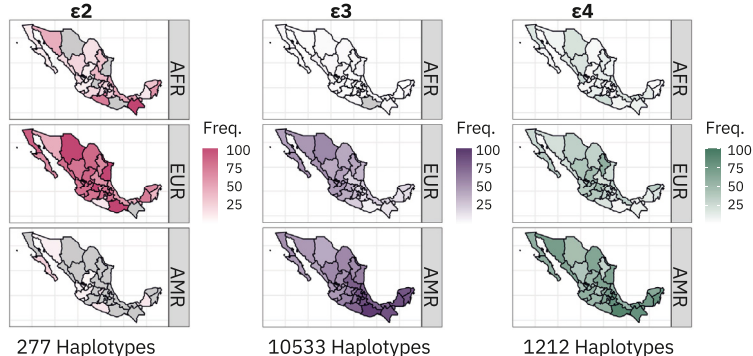 ε2 ε3 ε4
AFR AFR AFR
Freq. Freq. Freq.
100 100 100
75 75 75
50 50 50
25 25 25
EUR EUR EUR
AMR AMR AMR
277 Haplotypes 10533 Haplotypes 1212 Haplotypes